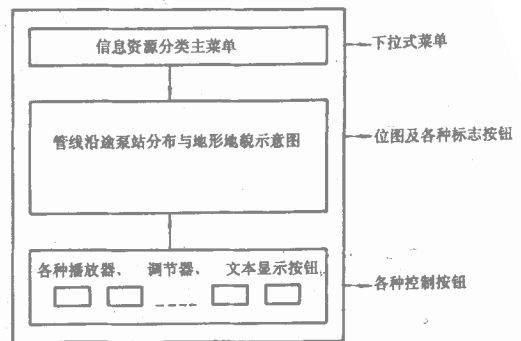 信息资源分类主菜单
下拉式菜单
管线沿途泵站分布与地形地貌示意图
位图及各种标志按钮
各种播放器、 调节器、 文本显示按钮
各种控制按钮